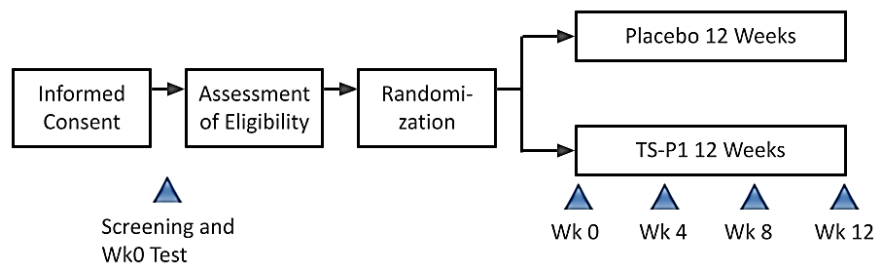 Informed
Consent
Assessment
of Eligibility
Randomi-
zation
Placebo 12 Weeks
TS-P1 12 Weeks
Screening and
Wk0 Test
Wk 0
Wk 4
Wk 8
Wk 12